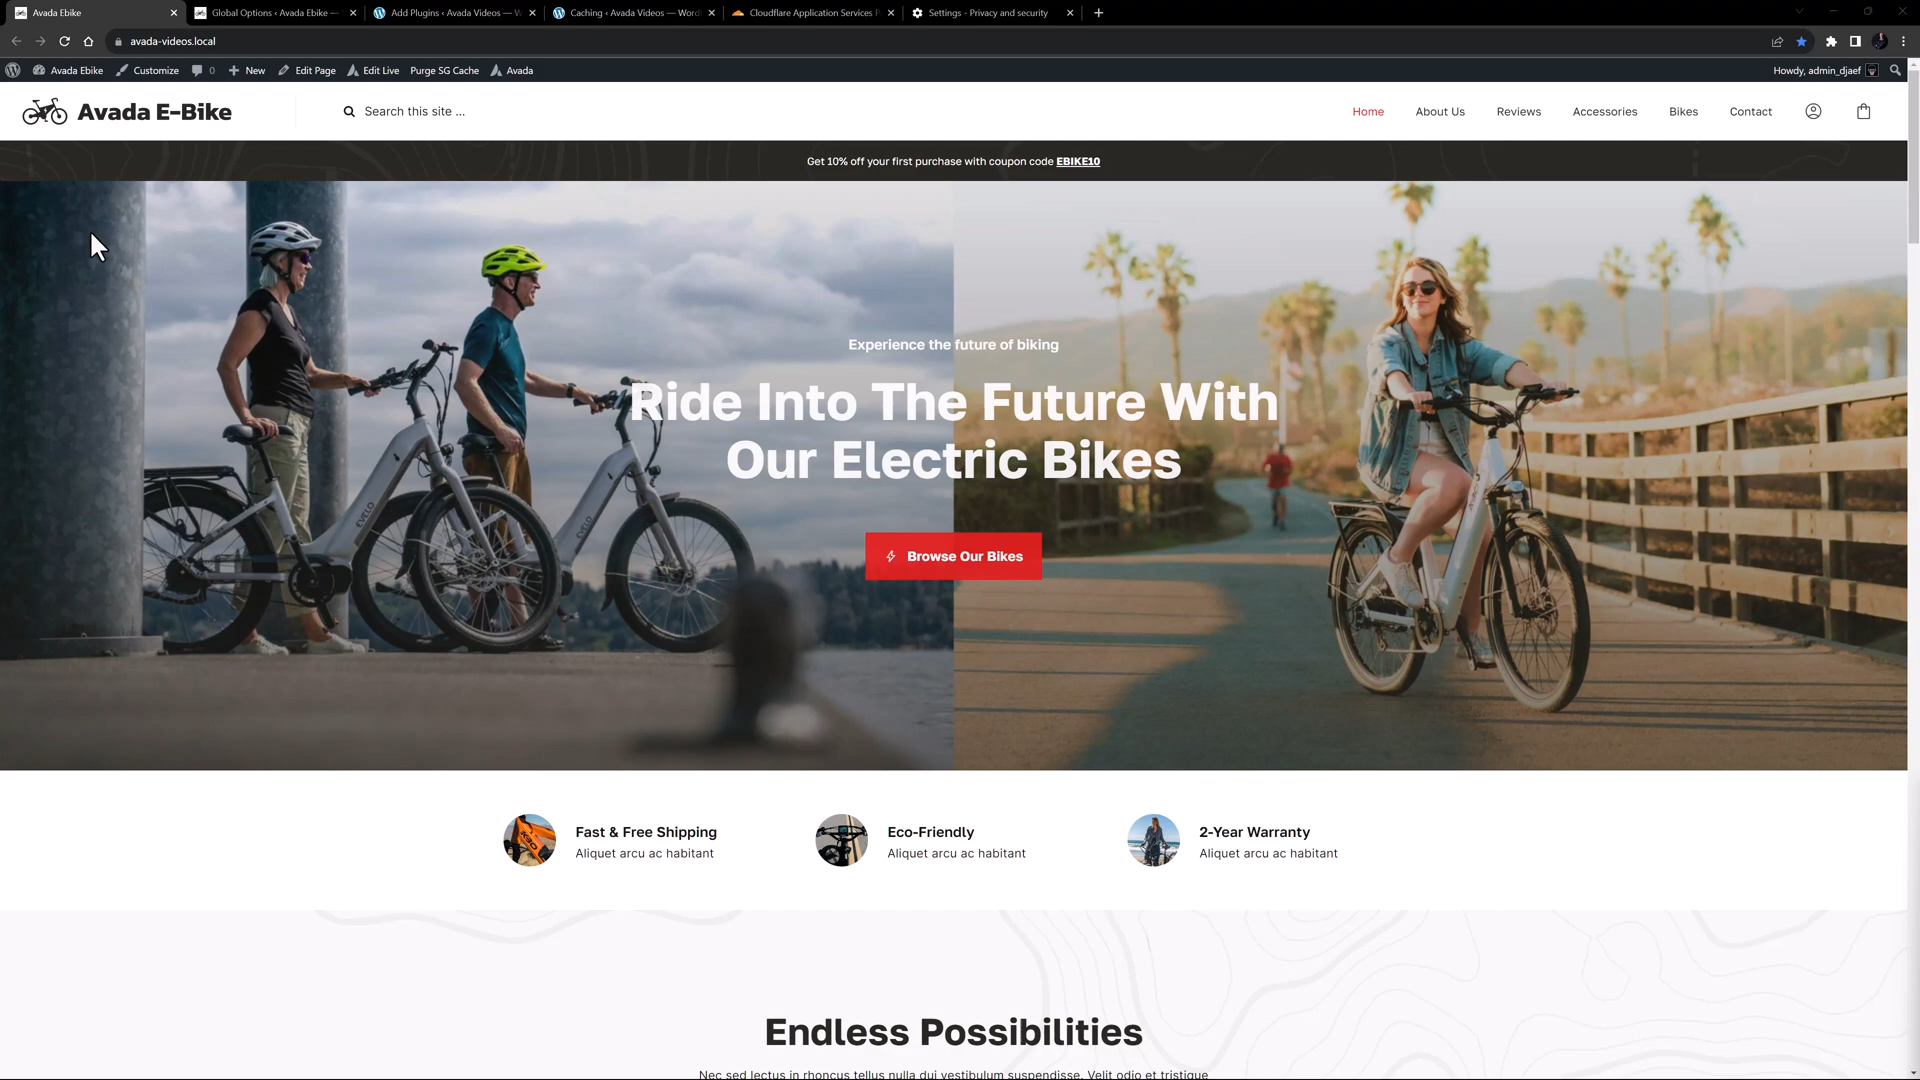 Avada Ebike
Global Options ‹ Avada Ebike —
Add Plugins ‹ Avada Videos — W
Caching ‹ Avada Videos — Word
Cloudflare Application Services P
Settings - Privacy and security
avada-videos.local
Avada Ebike
Customize
0
New
Edit Page
Edit Live
Purge SG Cache
Avada
Howdy, admin_djaef
Avada E-Bike
Search this site ...
Home
About Us
Reviews
Accessories
Bikes
Contact
Get 10% off your first purchase with coupon code EBIKE10
Experience the future of biking
Ride Into The Future With
Our Electric Bikes
EVELO
EVELO
Browse Our Bikes
Fast & Free Shipping
Aliquet arcu ac habitant
Eco-Friendly
Aliquet arcu ac habitant
2-Year Warranty
Aliquet arcu ac habitant
Endless Possibilities
Nec sed lectus in rhoncus tellus nulla dui vestibulum suspendisse. Velit odio et tristique